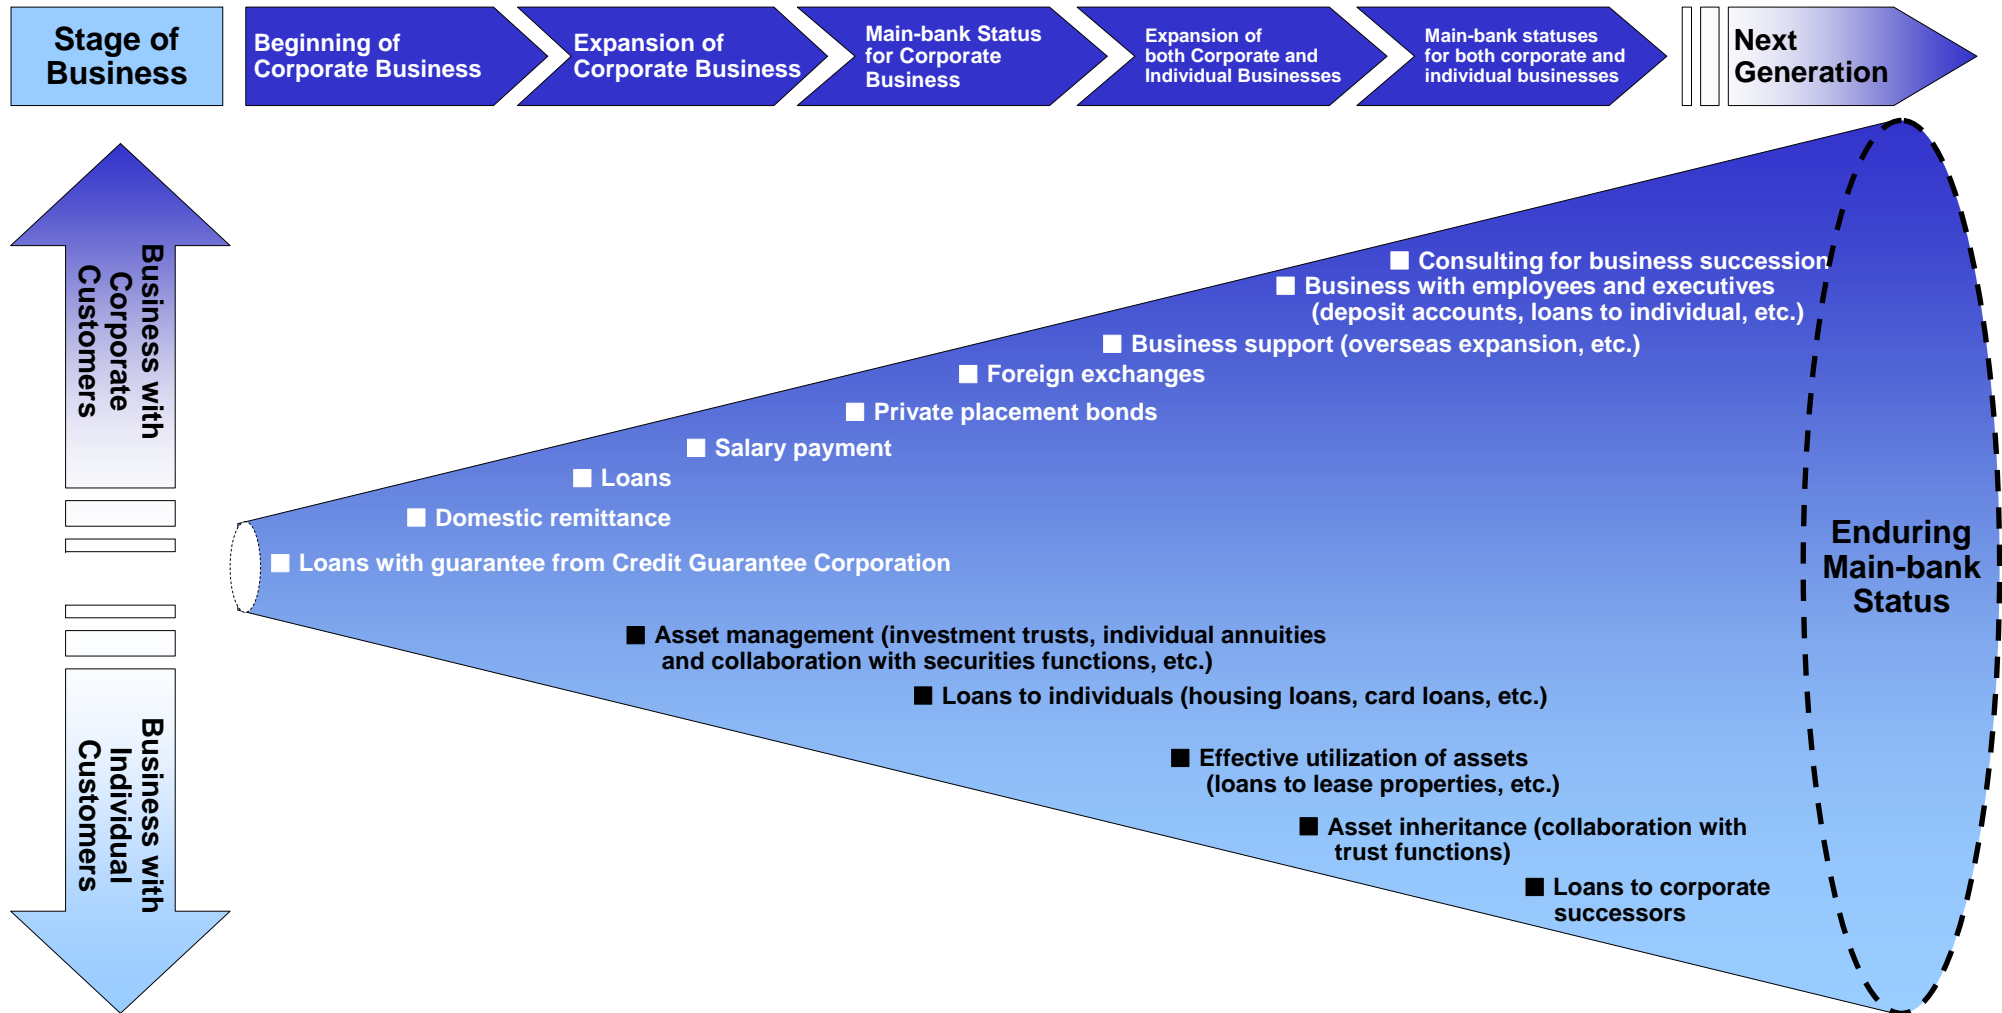 Stage of
Business
Beginning of
Corporate Business
Expansion of
Corporate Business
Main-bank Status
for Corporate
Business
Expansion of
both Corporate and
Individual Businesses
Main-bank statuses
for both corporate and
individual businesses
Next
Generation
Business with
Corporate
Customers
Business with
Individual
Customers
Consulting for business succession
Business with employees and executives
(deposit accounts, loans to individual, etc.)
Business support (overseas expansion, etc.)
Foreign exchanges
Private placement bonds
Salary payment
Loans
Domestic remittance
Loans with guarantee from Credit Guarantee Corporation
Asset management (investment trusts, individual annuities
and collaboration with securities functions, etc.)
Loans to individuals (housing loans, card loans, etc.)
Effective utilization of assets
(loans to lease properties, etc.)
Asset inheritance (collaboration with
trust functions)
Loans to corporate
successors
Enduring
Main-bank
Status